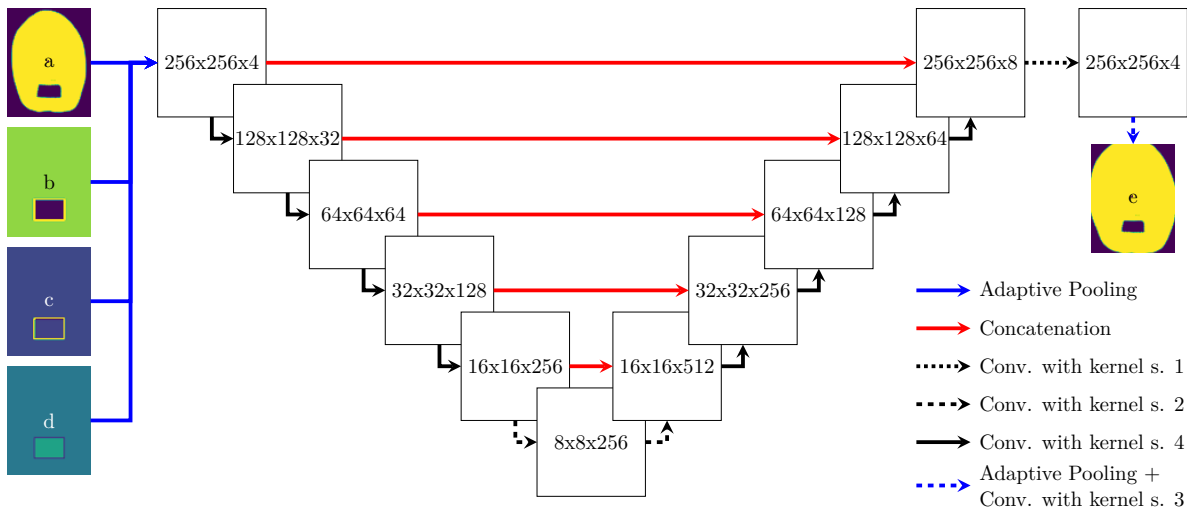 a
256x256x4
256x256x8
256x256x4
128x128x32
128x128x64
b
e
64x64x64
64x64x128
c
32x32x128
32x32x256
Adaptive Pooling
Concatenation
16x16x256
16x16x512
Conv. with kernel s. 1
Conv. with kernel s. 2
d
8x8x256
Conv. with kernel s. 4
Adaptive Pooling +
Conv. with kernel s. 3